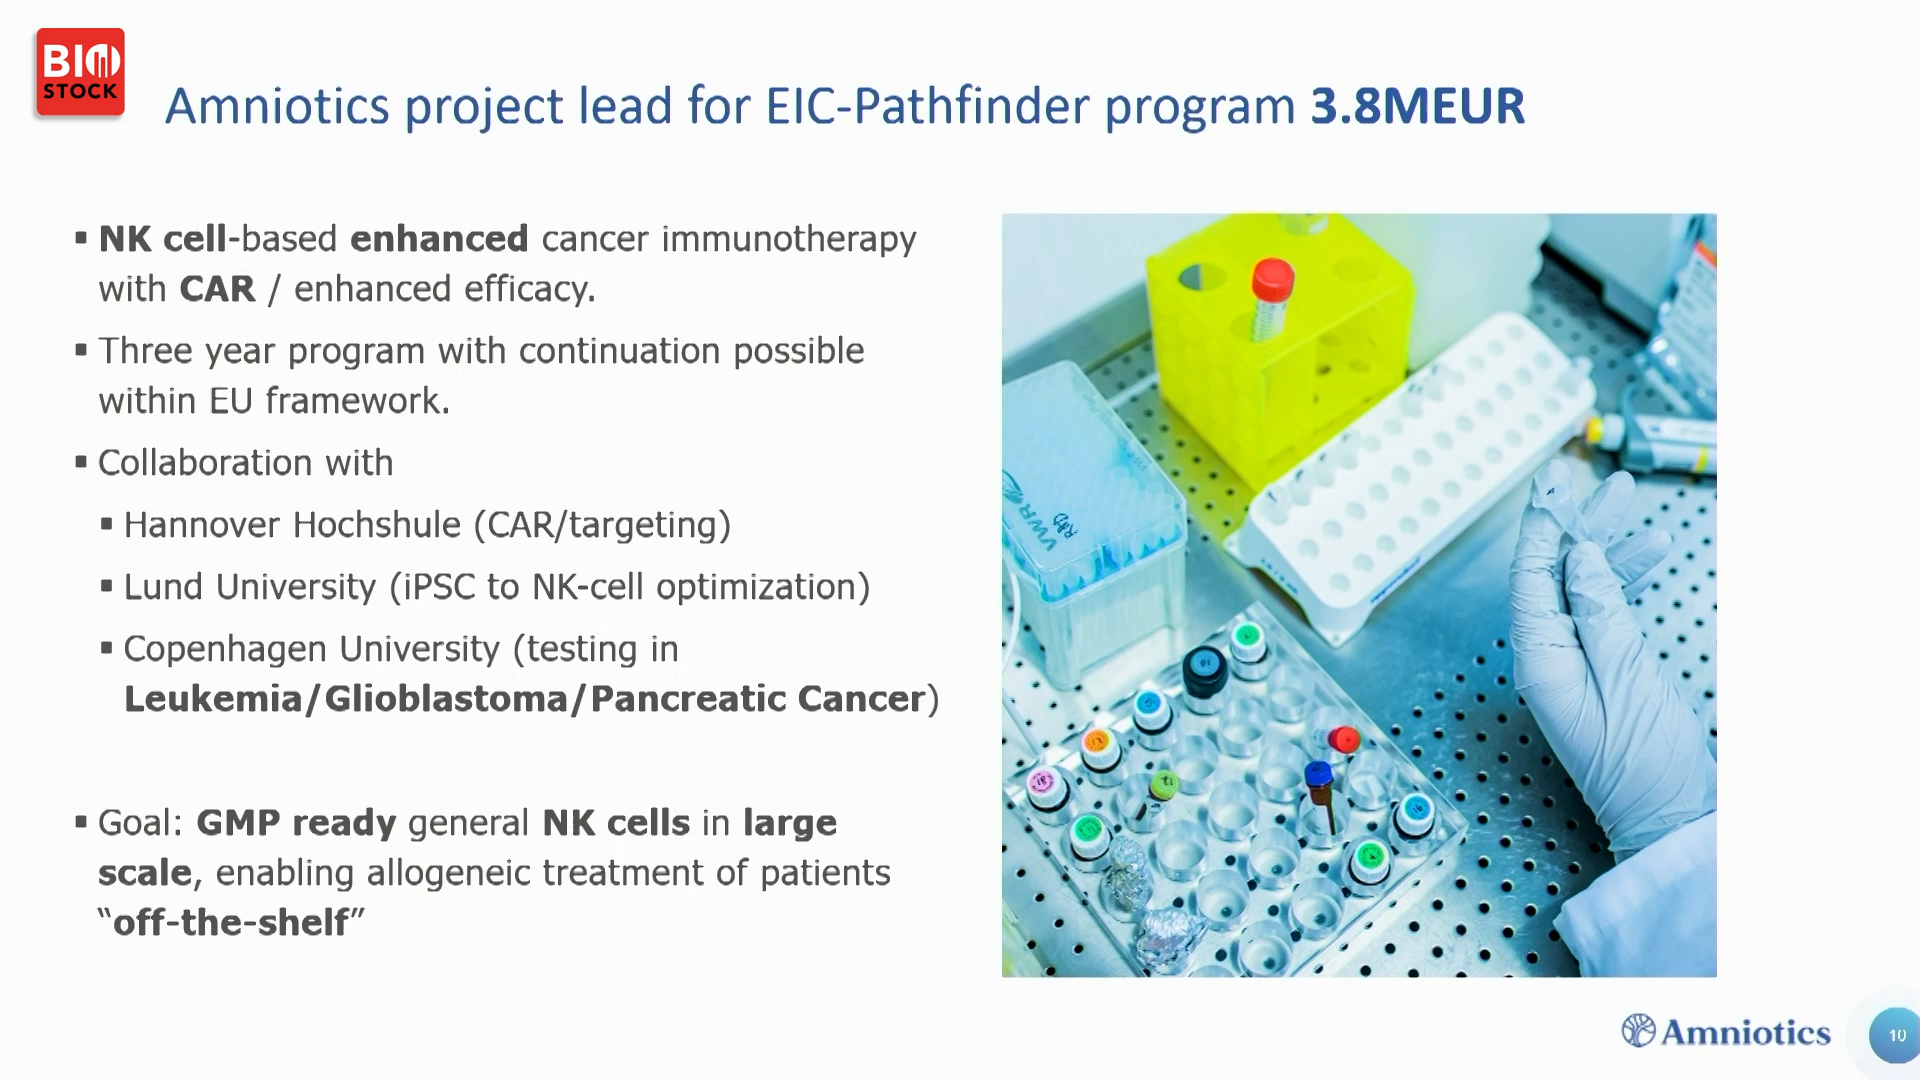 BIO
STOCK
Amniotics project lead for EIC-Pathfinder program 3.8MEUR
▪ NK cell-based enhanced cancer immunotherapy
with CAR / enhanced efficacy.
▪ Three year program with continuation possible
within EU framework.
▪ Collaboration with
▪ Hannover Hochshule (CAR/targeting)
▪ Lund University (iPSC to NK-cell optimization)
▪ Copenhagen University (testing in
Leukemia/Glioblastoma/Pancreatic Cancer)
▪ Goal: GMP ready general NK cells in large
scale, enabling allogeneic treatment of patients
“off-the-shelf”
VWR
Amniotics
10